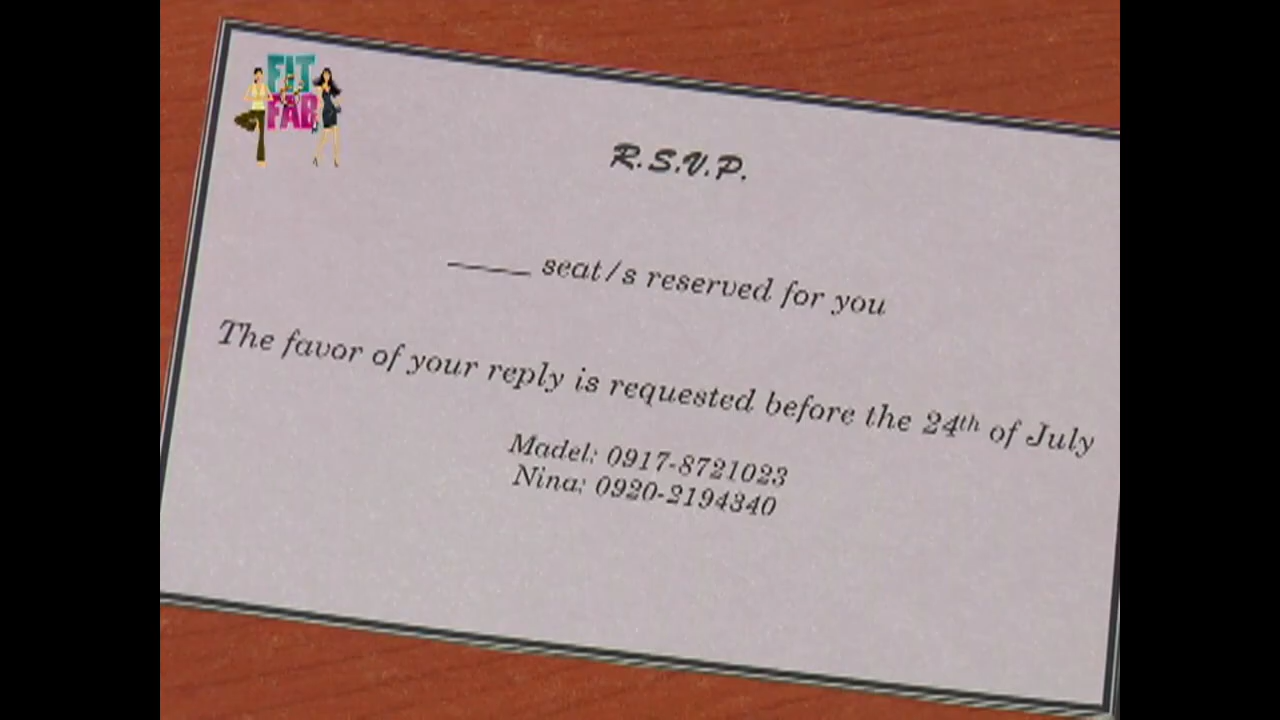 FIT
FAB
R.S.V.P.
____ seat/s reserved for you
The favor of your reply is requested before the 24th of July
Madel: 0917-8721023
Nina: 0920-2194340